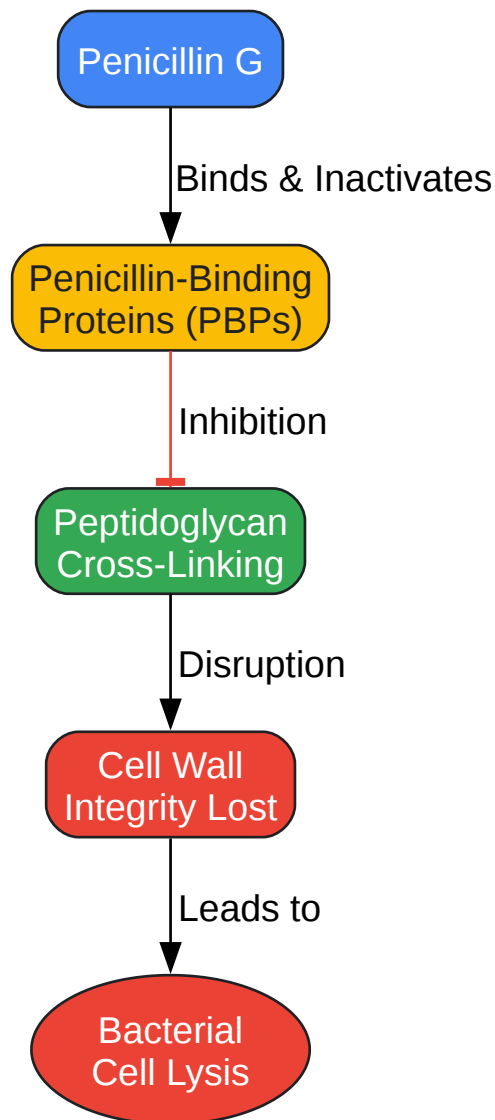 Penicillin G
Binds & Inactivates
Penicillin-Binding
Proteins (PBPs)
Inhibition
Peptidoglycan
Cross-Linking
Disruption
Cell Wall
Integrity Lost
Leads to
Bacterial
Cell Lysis